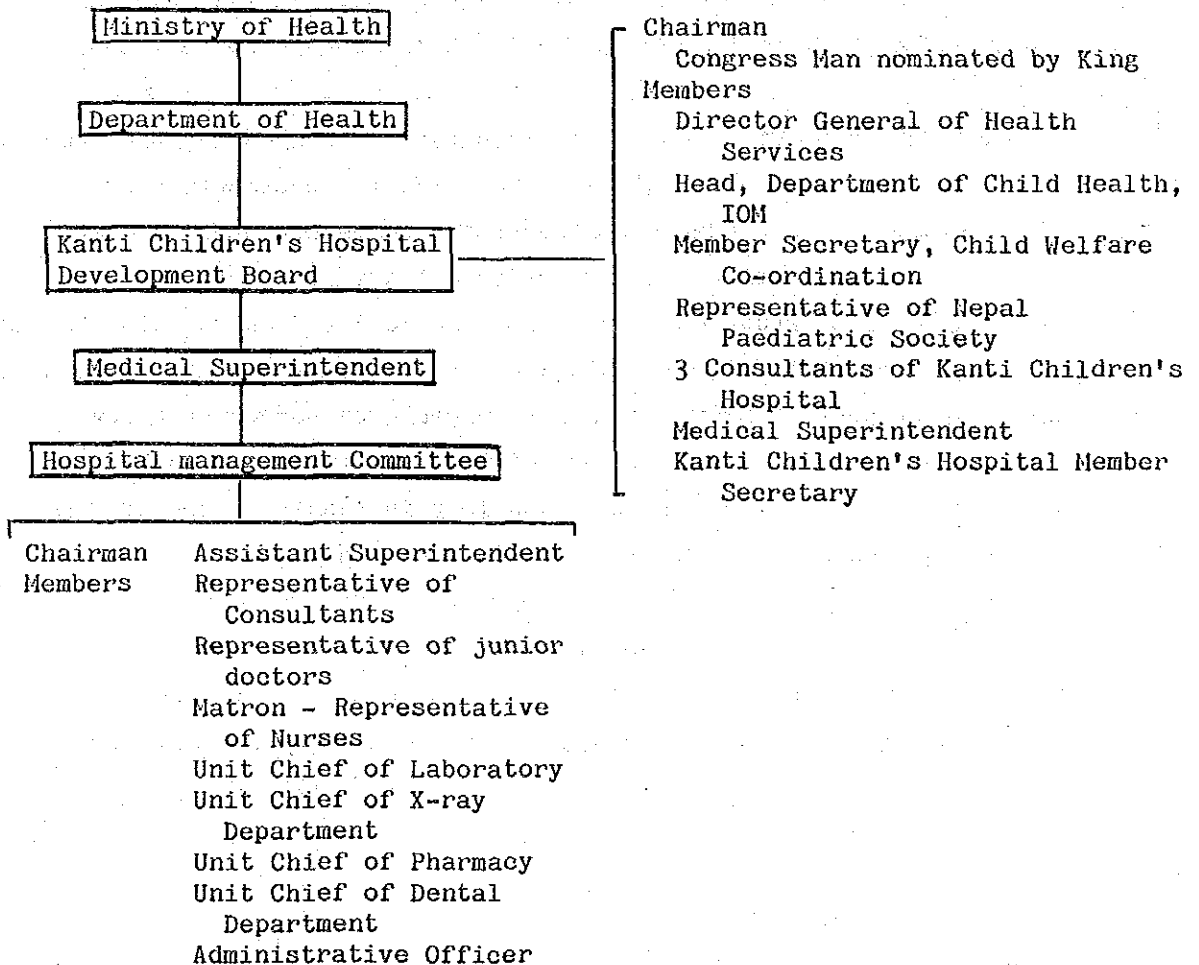 Ministry of Health
Department of Health
Kanti Children's Hospital
Development Board
Medical Superintendent
Hospital management Committee
Chairman Assistant Superintendent
Members Representative of
Consultants
Representative of junior
doctors
Matron - Representative
of Nurses
Unit Chief of Laboratory
Unit Chief of X-ray
Department
Unit Chief of Pharmacy
Unit Chief of Dental
Department
Administrative Officer
Chairman
Congress Man nominated by King
Members
Director General of Health
Services
Head, Department of Child Health,
IOM
Member Secretary, Child Welfare
Co-ordination
Representative of Nepal
Paediatric Society
3 Consultants of Kanti Children's
Hospital
Medical Superintendent
Kanti Children's Hospital Member
Secretary